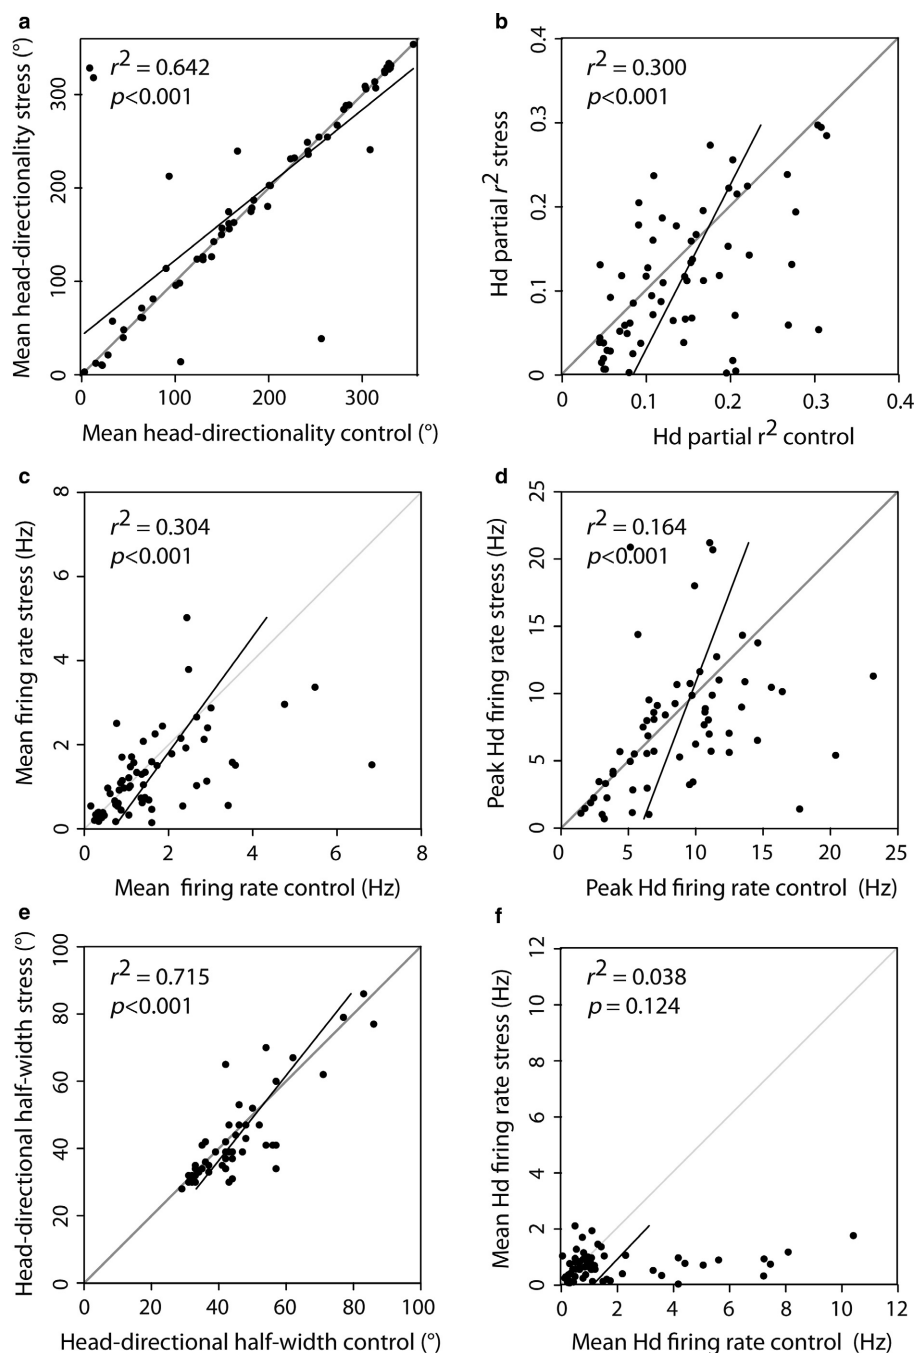 a
r² = 0.642
p<0.001
Mean head-directionality stress (°)
300
200
100
0
0 100 200 300
Mean head-directionality control (°)
b
r² = 0.300
p<0.001
Hd partial r² stress
0.4
0.3
0.2
0.1
0
0 0.1 0.2 0.3 0.4
Hd partial r² control
c
r² = 0.304
p<0.001
Mean firing rate stress (Hz)
8
6
4
2
0
0 2 4 6 8
Mean firing rate control (Hz)
d
r² = 0.164
p<0.001
Peak Hd firing rate stress (Hz)
25
20
15
10
5
0
0 5 10 15 20 25
Peak Hd firing rate control (Hz)
e
r² = 0.715
p<0.001
Head-directional half-width stress (°)
100
80
60
40
20
0
0 20 40 60 80 100
Head-directional half-width control (°)
f
r² = 0.038
p = 0.124
Mean Hd firing rate stress (Hz)
12
10
8
6
4
2
0
0 2 4 6 8 10 12
Mean Hd firing rate control (Hz)